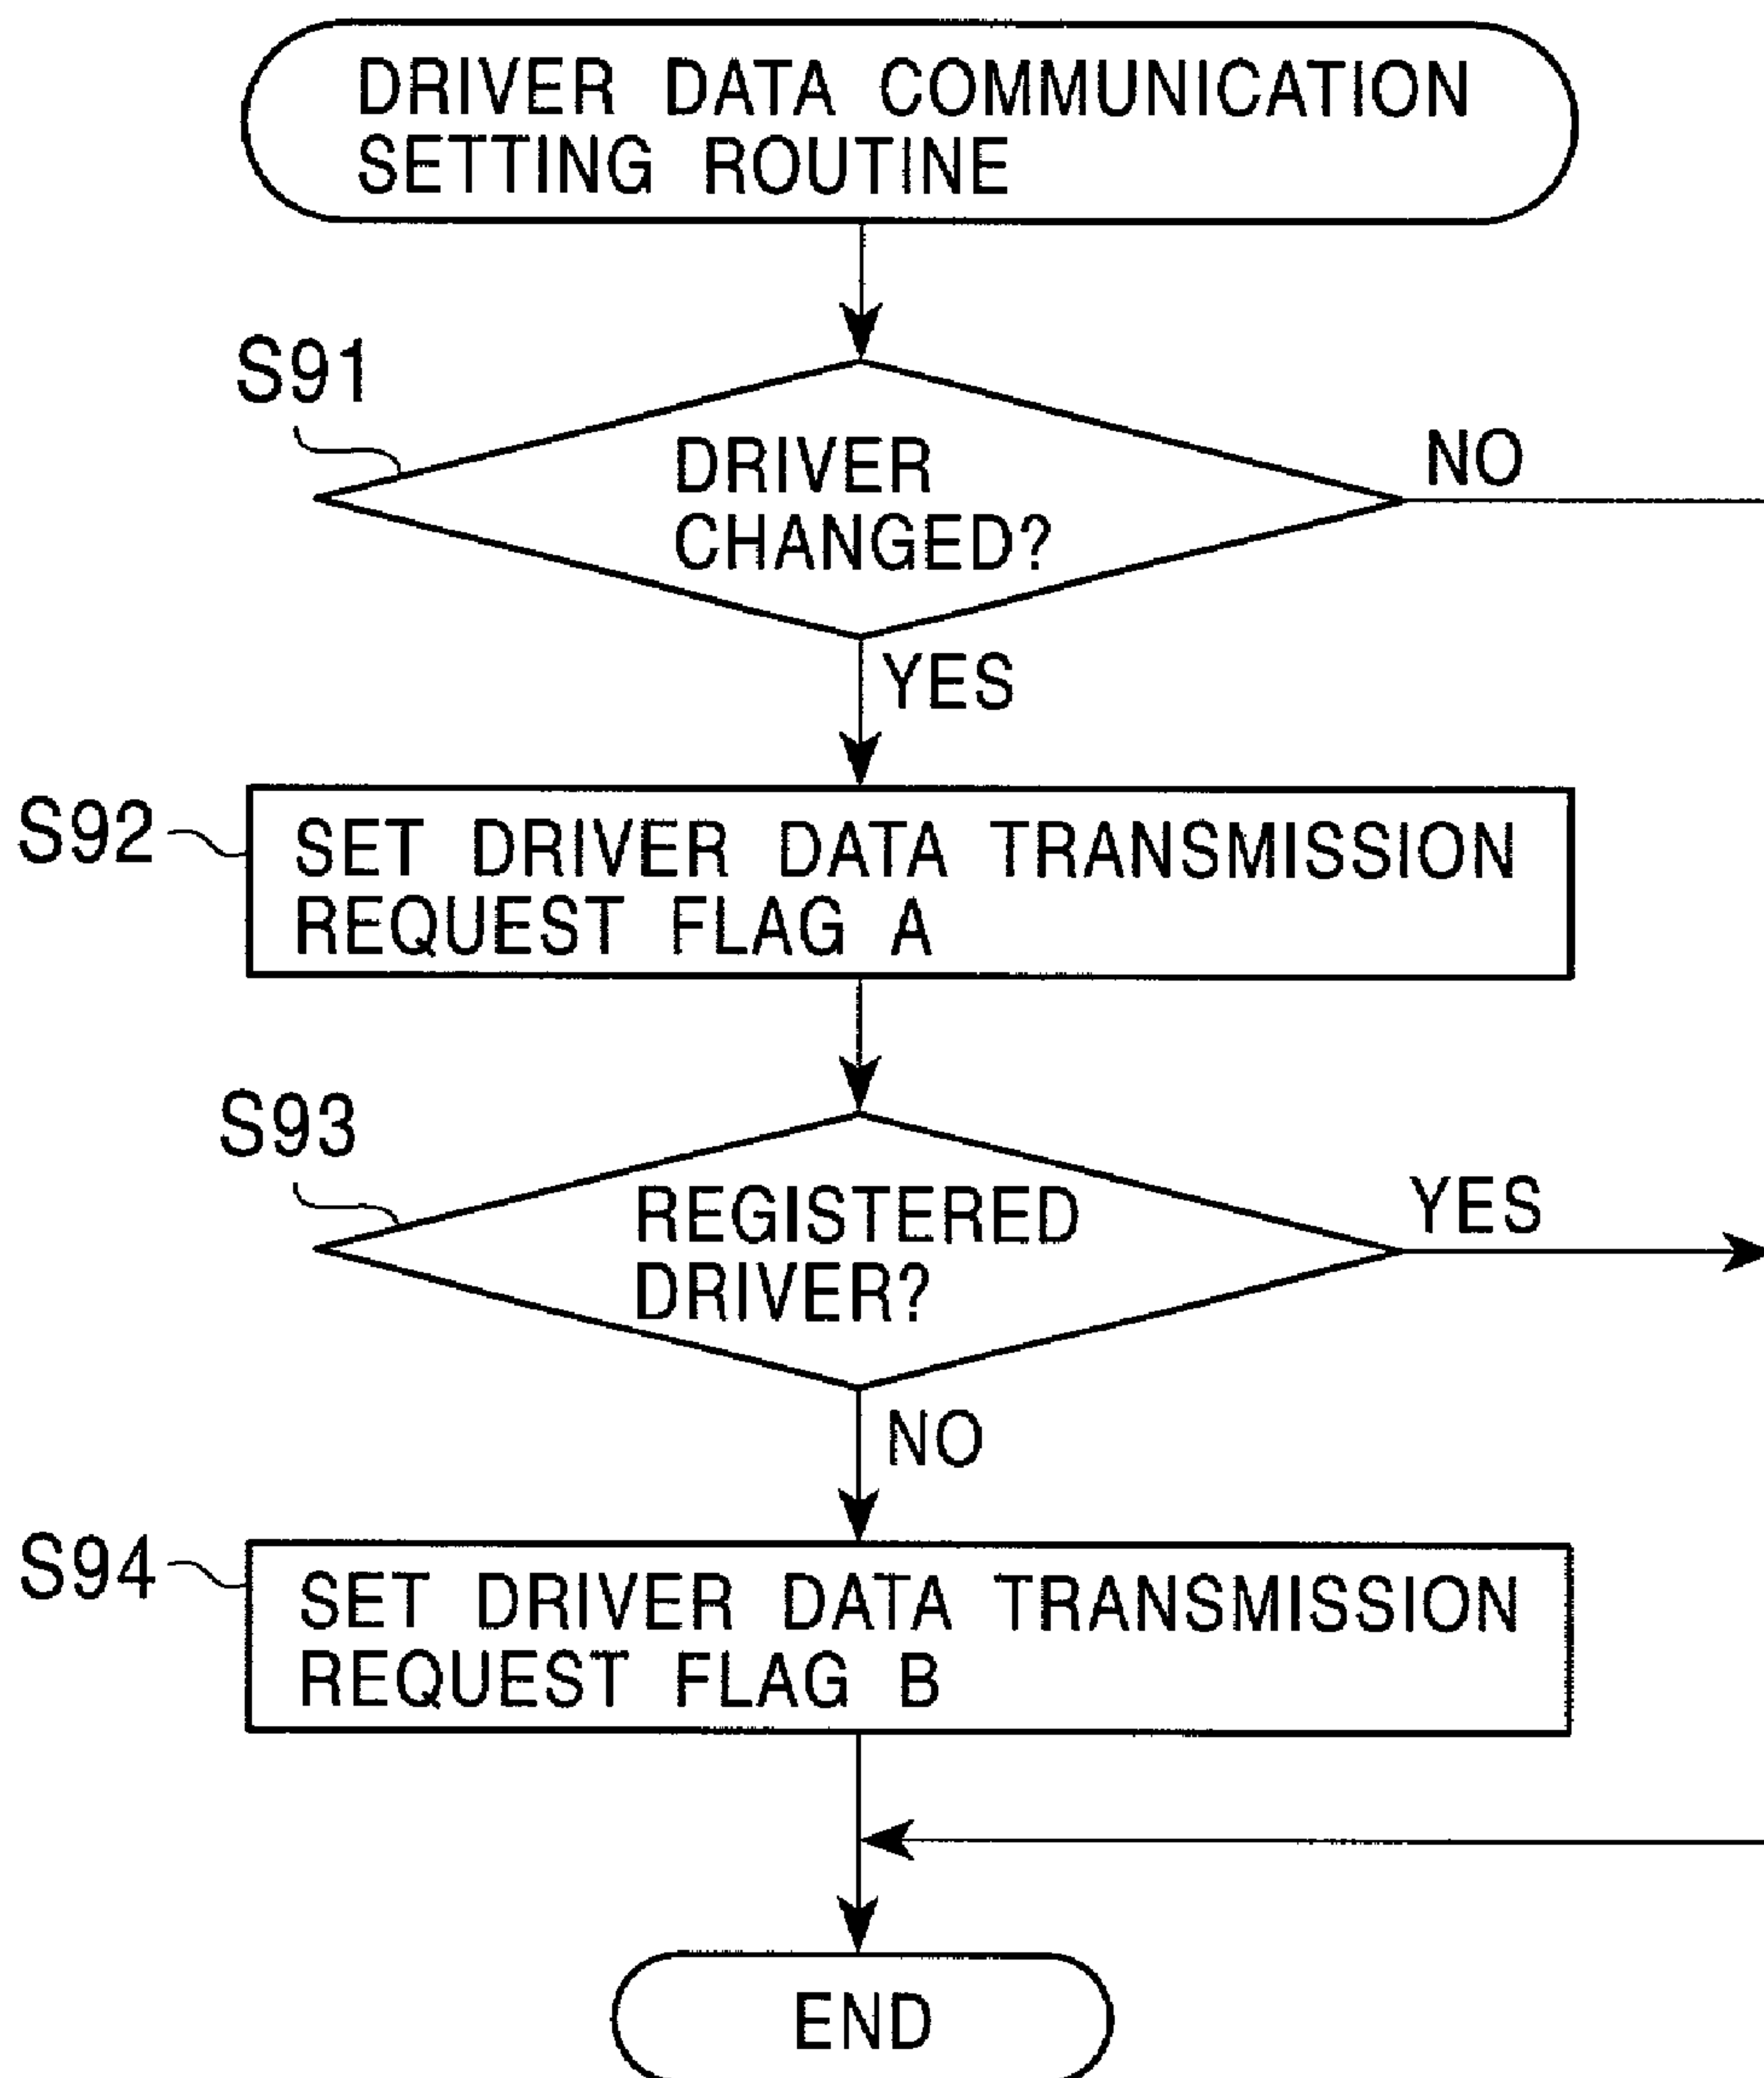 DRIVER DATA COMMUNICATION
SETTING ROUTINE
S91
DRIVER
CHANGED?
NO
YES
S92
SET DRIVER DATA TRANSMISSION
REQUEST FLAG A
S93
REGISTERED
DRIVER?
YES
NO
S94
SET DRIVER DATA TRANSMISSION
REQUEST FLAG B
END